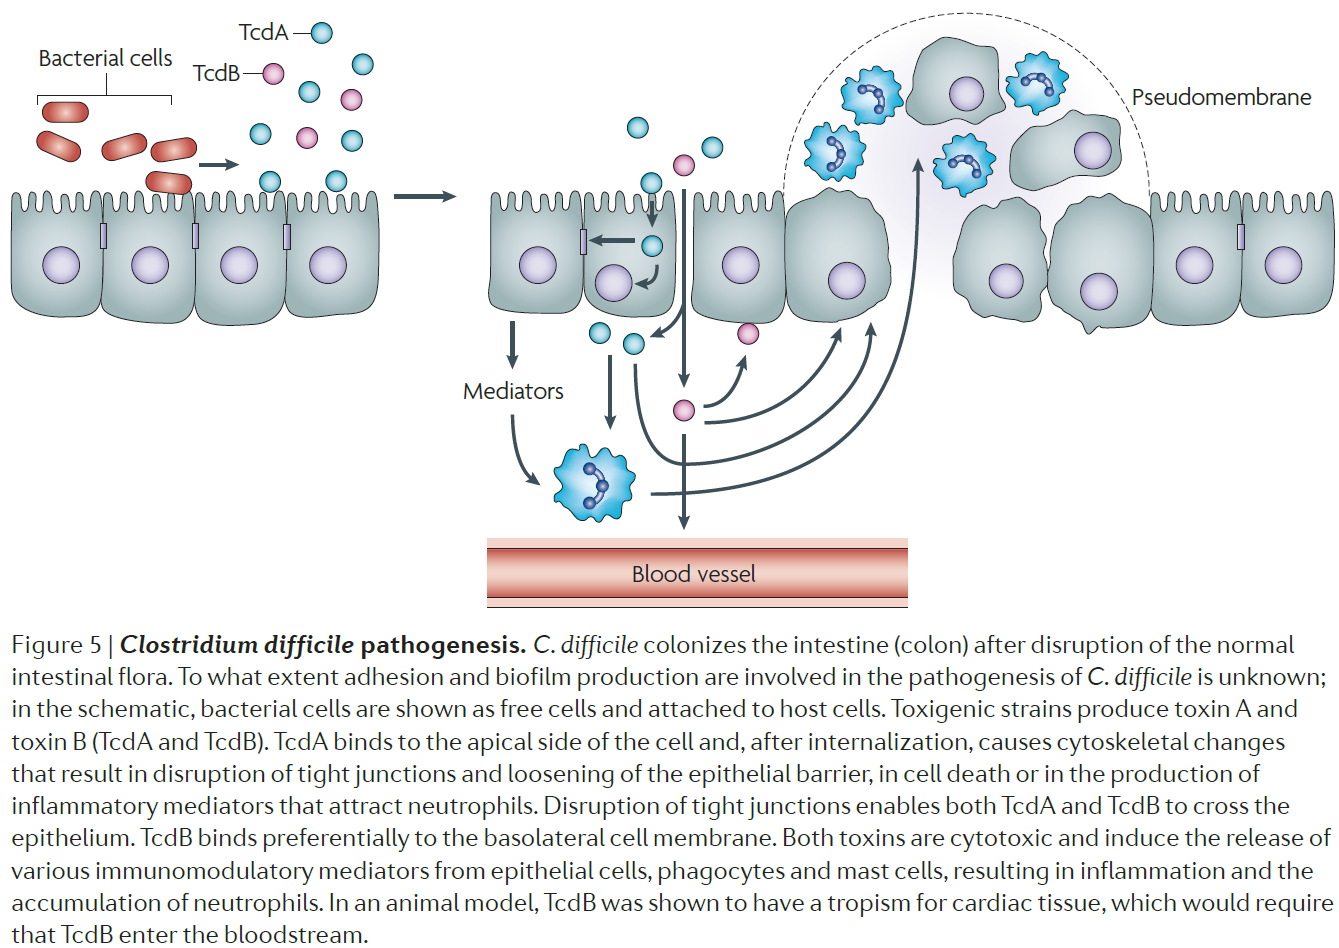 TcdA
Bacterial cells
TcdB
Pseudomembrane
Mediators
Blood vessel
Figure 5 | Clostridium difficile pathogenesis. C. difficile colonizes the intestine (colon) after disruption of the normal
intestinal flora. To what extent adhesion and biofilm production are involved in the pathogenesis of C. difficile is unknown;
in the schematic, bacterial cells are shown as free cells and attached to host cells. Toxigenic strains produce toxin A and
toxin B (TcdA and TcdB). TcdA binds to the apical side of the cell and, after internalization, causes cytoskeletal changes
that result in disruption of tight junctions and loosening of the epithelial barrier, in cell death or in the production of
inflammatory mediators that attract neutrophils. Disruption of tight junctions enables both TcdA and TcdB to cross the
epithelium. TcdB binds preferentially to the basolateral cell membrane. Both toxins are cytotoxic and induce the release of
various immunomodulatory mediators from epithelial cells, phagocytes and mast cells, resulting in inflammation and the
accumulation of neutrophils. In an animal model, TcdB was shown to have a tropism for cardiac tissue, which would require
that TcdB enter the bloodstream.